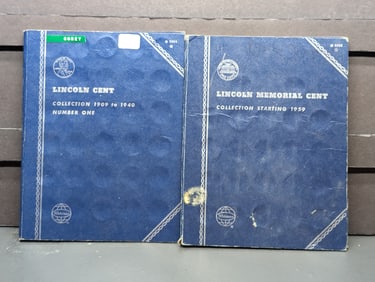 LINCOLN CENT
COLLECTION 1909 to 1940
NUMBER ONE
LINCOLN MEMORIAL CENT
COLLECTION STARTING 1959